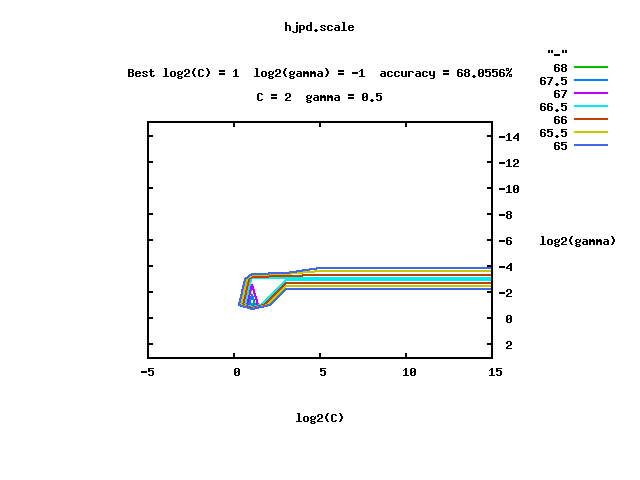 hjpd.scale
"_"
Best log2(C) = 1  log2(gamma) = -1  accuracy = 68.0556%
C = 2  gamma = 0.5
68
67.5
67
66.5
66
65.5
65
-14
-12
-10
-8
-6
log2(gamma)
-4
-2
0
2
-5 0 5 10 15
log2(C)